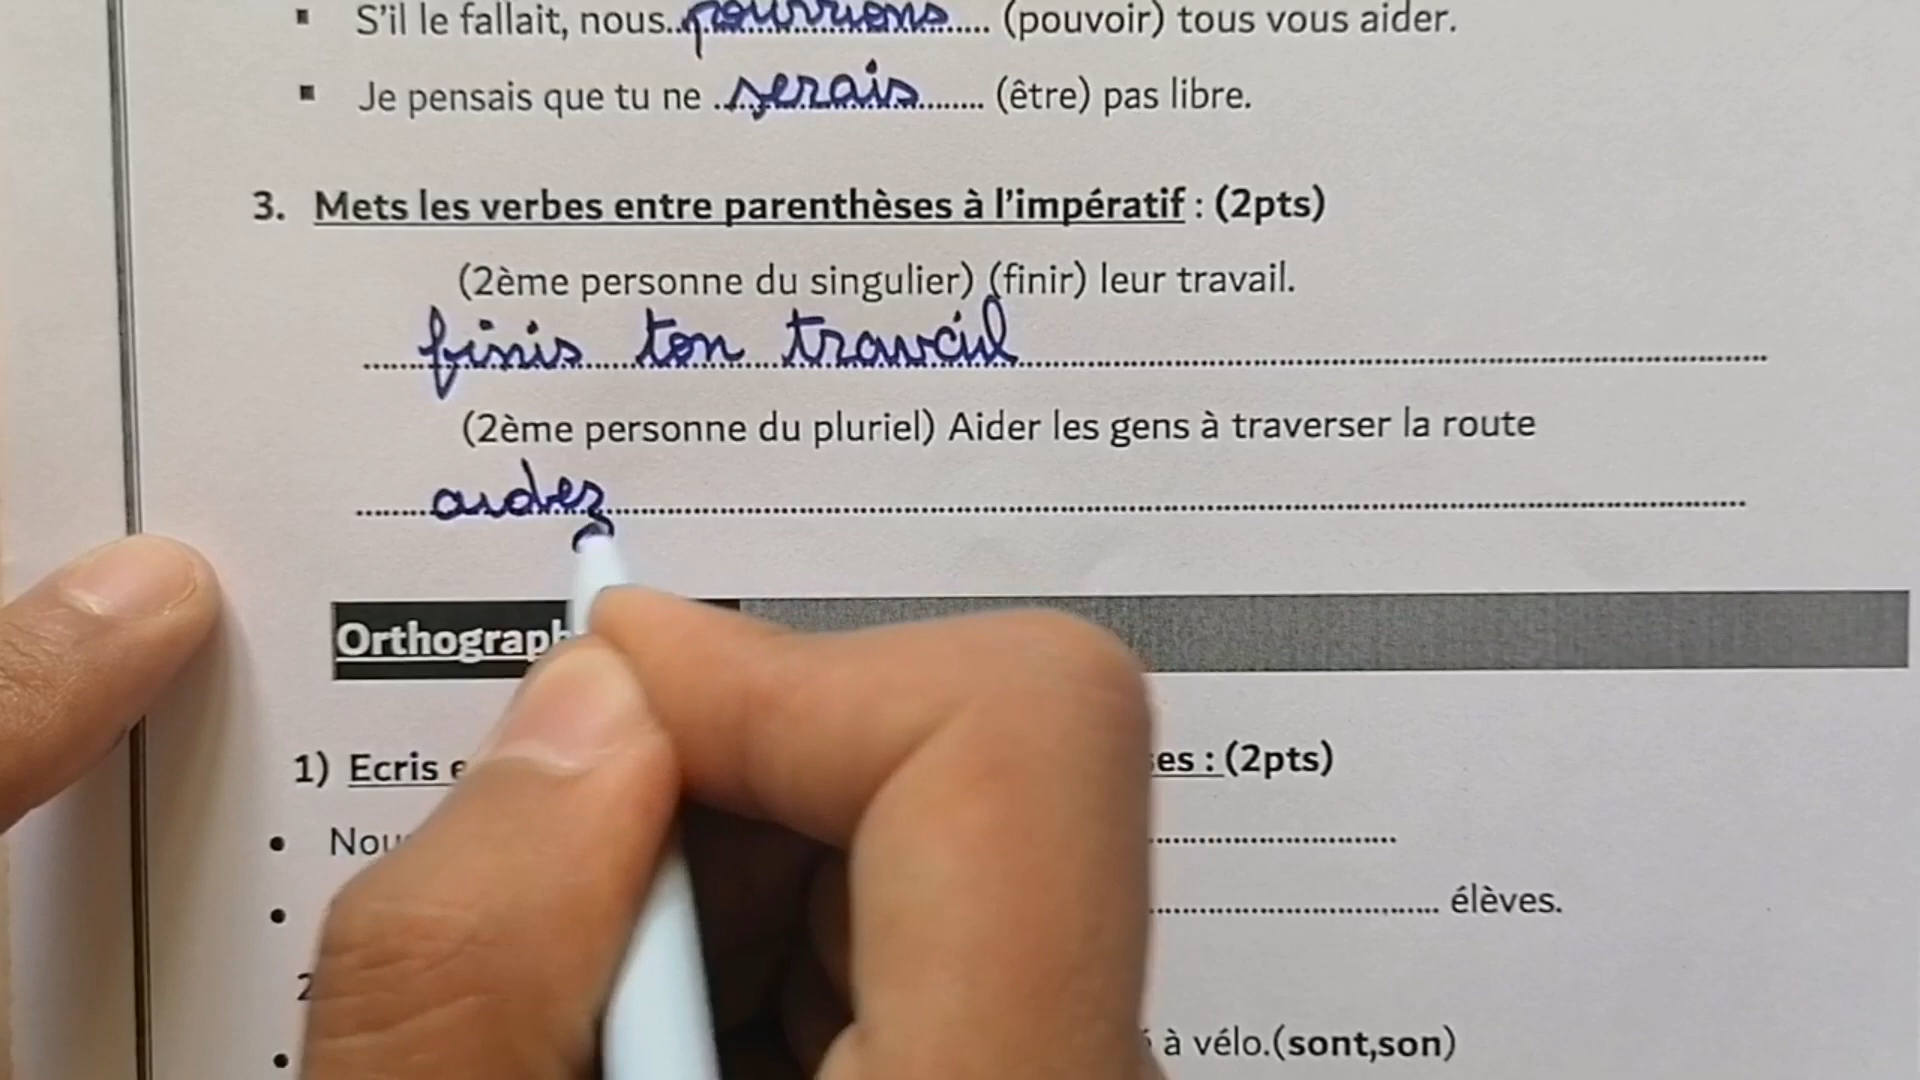 ▪ S'il le fallait, nous..pourrions..... (pouvoir) tous vous aider.
▪ Je pensais que tu ne ..serais........ (être) pas libre.
3. Mets les verbes entre parenthèses à l'impératif : (2pts)
(2ème personne du singulier) (finir) leur travail.
finis ton travail
(2ème personne du pluriel) Aider les gens à traverser la route
aidez
Orthograp
1) Ecris es : (2pts)
• Nou
• élèves.
2
• à vélo.(sont,son)